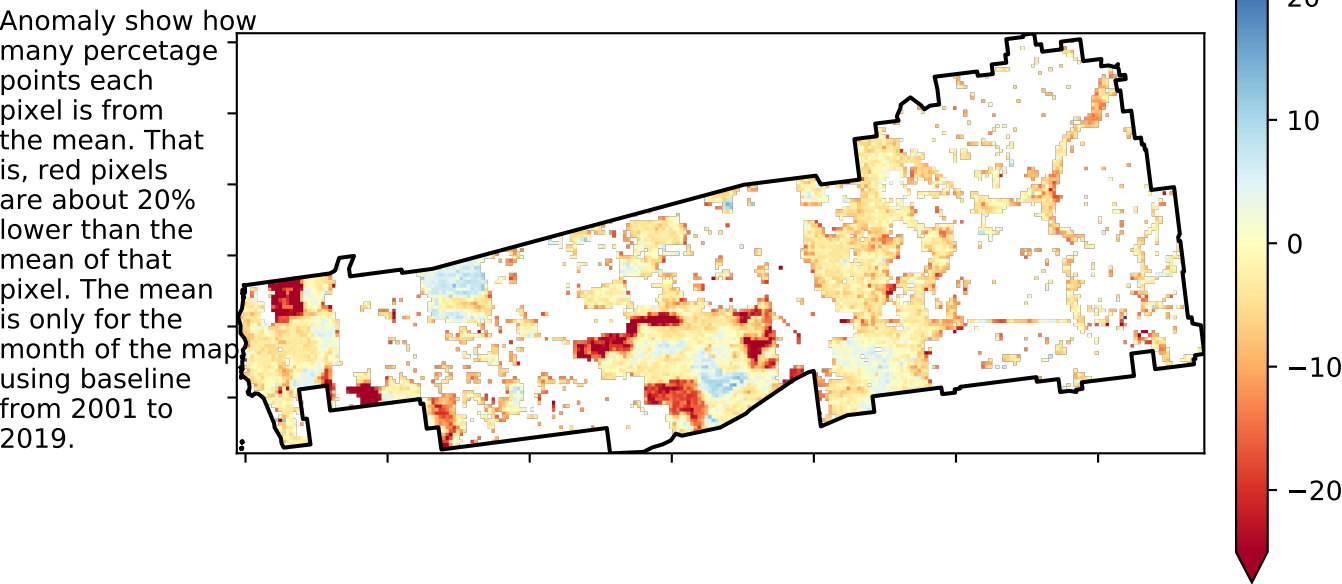 Anomaly show how
many percetage
points each
pixel is from
the mean. That
is, red pixels
are about 20%
lower than the
mean of that
pixel. The mean
is only for the
month of the map
using baseline
from 2001 to
2019.
20
10
0
−10
−20